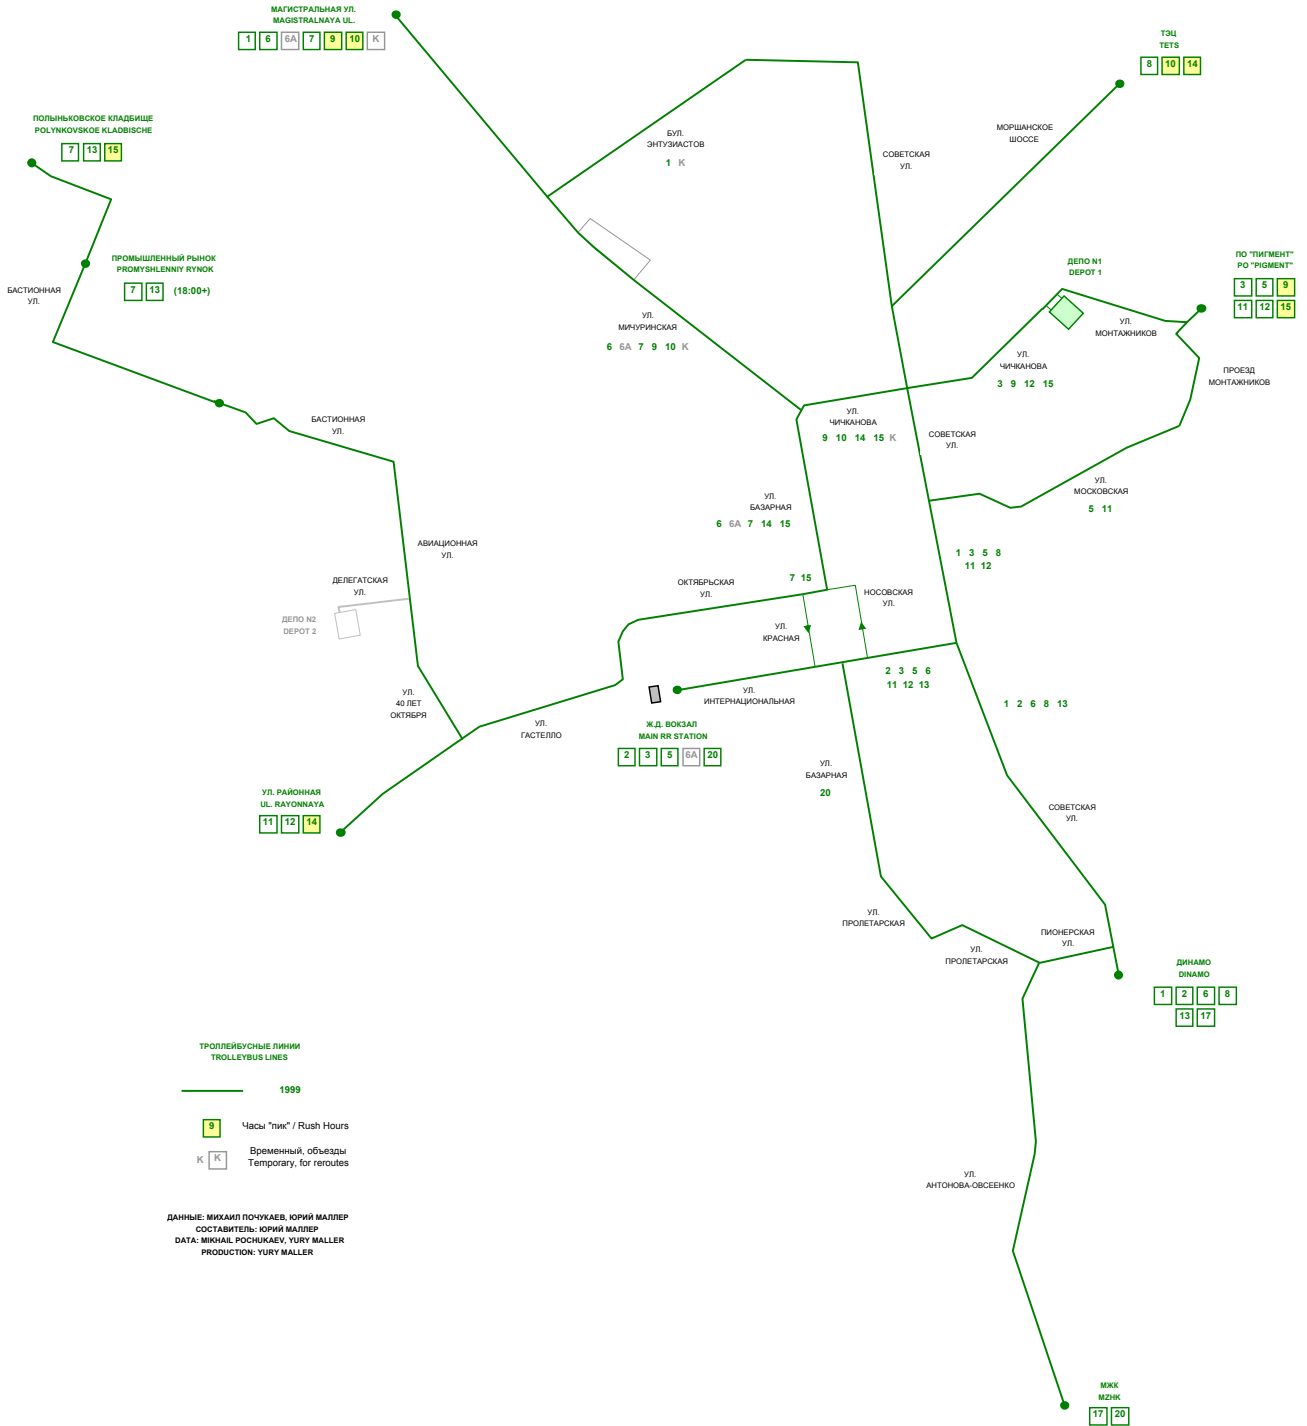 МАГИСТРАЛЬНАЯ УЛ.
MAGISTRALNAYA UL.
1 6 6A 7 9 10 K
ТЭЦ
TETS
8 10 14
ПОЛЫНЬКОВСКОЕ КЛАДБИЩЕ
POLYNKOVSKOE KLADBISCHE
7 13 15
БУЛ.
ЭНТУЗИАСТОВ
1 K
МОРШАНСКОЕ
ШОССЕ
СОВЕТСКАЯ
УЛ.
ПРОМЫШЛЕННЫЙ РЫНОК
PROMYSHLENNIY RYNOK
7 13 (18:00+)
БАСТИОННАЯ
УЛ.
ДЕПО N1
DEPOT 1
ПО "ПИГМЕНТ"
PO "PIGMENT"
3 5 9
11 12 15
УЛ.
МИЧУРИНСКАЯ
6 6A 7 9 10 K
УЛ.
МОНТАЖНИКОВ
УЛ.
ЧИЧКАНОВА
3 9 12 15
ПРОЕЗД
МОНТАЖНИКОВ
БАСТИОННАЯ
УЛ.
УЛ.
ЧИЧКАНОВА
9 10 14 15 K
СОВЕТСКАЯ
УЛ.
УЛ.
МОСКОВСКАЯ
5 11
УЛ.
БАЗАРНАЯ
6 6A 7 14 15
АВИАЦИОННАЯ
УЛ.
1 3 5 8
11 12
ДЕЛЕГАТСКАЯ
УЛ.
ОКТЯБРЬСКАЯ
УЛ.
7 15
НОСОВСКАЯ
УЛ.
ДЕПО N2
DEPOT 2
УЛ.
КРАСНАЯ
2 3 5 6
11 12 13
УЛ.
40 ЛЕТ
ОКТЯБРЯ
УЛ.
ИНТЕРНАЦИОНАЛЬНАЯ
1 2 6 8 13
УЛ.
ГАСТЕЛЛО
Ж.Д. ВОКЗАЛ
MAIN RR STATION
2 3 5 6A 20
УЛ.
БАЗАРНАЯ
20
УЛ. РАЙОННАЯ
UL. RAYONNAYA
11 12 14
СОВЕТСКАЯ
УЛ.
УЛ.
ПРОЛЕТАРСКАЯ
ПИОНЕРСКАЯ
УЛ.
УЛ.
ПРОЛЕТАРСКАЯ
ДИНАМО
DINAMO
1 2 6 8
13 17
ТРОЛЛЕЙБУСНЫЕ ЛИНИИ
TROLLEYBUS LINES
1999
9 Часы "пик" / Rush Hours
K K Временный, объезды
Temporary, for reroutes
УЛ.
АНТОНОВА-ОВСЕЕНКО
ДАННЫЕ: МИХАИЛ ПОЧУКАЕВ, ЮРИЙ МАЛЛЕР
СОСТАВИТЕЛЬ: ЮРИЙ МАЛЛЕР
DATA: MIKHAIL POCHUKAEV, YURY MALLER
PRODUCTION: YURY MALLER
МЖК
MZHK
17 20